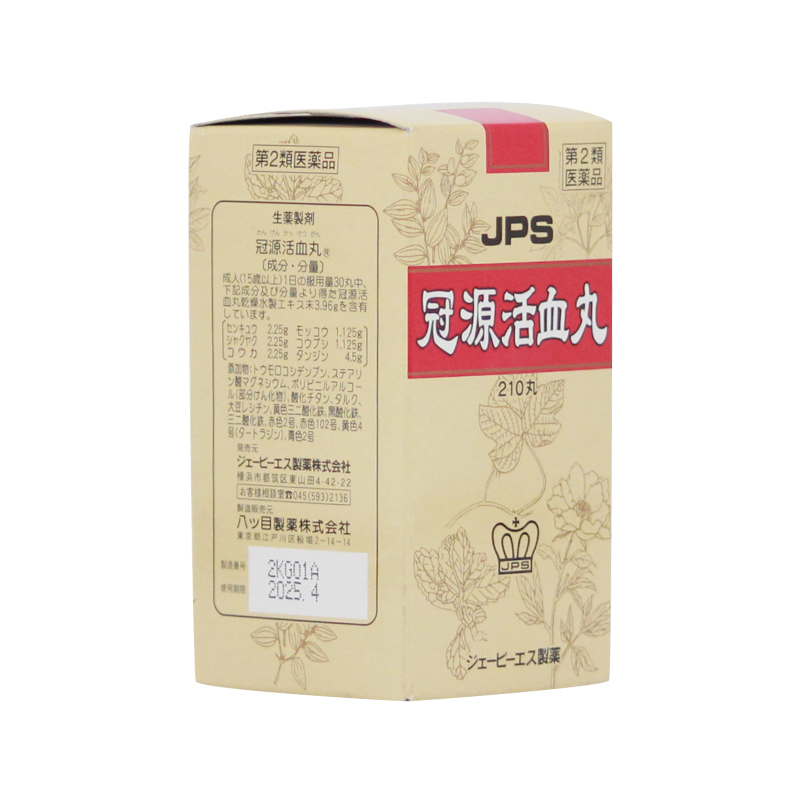 第2類医薬品
生薬製剤
かん げん かっ けつ がん
冠源活血丸®
〔成分・分量〕
成人(15歳以上)1日の服用量30丸中、
下記成分及び分量より得た冠源活
血丸乾燥水製エキス末3.96gを含有
しています。
センキュウ 2.25g モッコウ 1.125g
シャクヤク 2.25g コウブシ 1.125g
コウカ 2.25g タンジン 4.5g
添加物:トウモロコシデンプン、ステアリ
ン酸マグネシウム、ポリビニルアルコー
ル(部分けん化物)、酸化チタン、タルク、
大豆レシチン、黄色三二酸化鉄、黒酸化鉄、
三二酸化鉄、赤色2号、赤色102号、黄色4
号(タートラジン)、青色2号
発売元
ジェーピーエス製薬株式会社
横浜市都筑区東山田4-42-22
お客様相談室☎045(593)2136
製造販売元
八ッ目製薬株式会社
東京都江戸川区船堀2-14-14
製造番号 2KG01A
使用期限 2025.4
第2類
医薬品
JPS
冠源活血丸
210丸
JPS
ジェーピーエス製薬